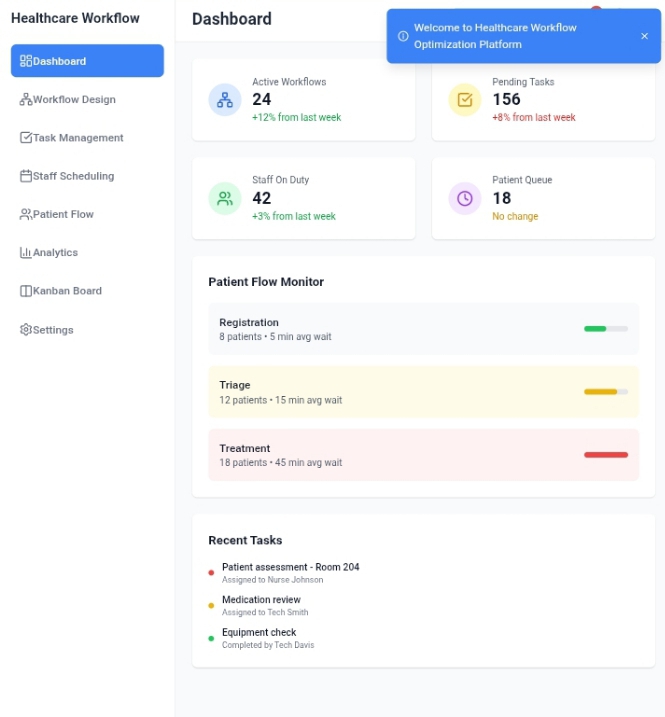 Healthcare Workflow
Dashboard
Workflow Design
Task Management
Staff Scheduling
Patient Flow
Analytics
Kanban Board
Settings
Dashboard
Welcome to Healthcare Workflow
Optimization Platform
Active Workflows
24
+12% from last week
Pending Tasks
156
+8% from last week
Staff On Duty
42
+3% from last week
Patient Queue
18
No change
Patient Flow Monitor
Registration
8 patients • 5 min avg wait
Triage
12 patients • 15 min avg wait
Treatment
18 patients • 45 min avg wait
Recent Tasks
Patient assessment - Room 204
Assigned to Nurse Johnson
Medication review
Assigned to Tech Smith
Equipment check
Completed by Tech Davis